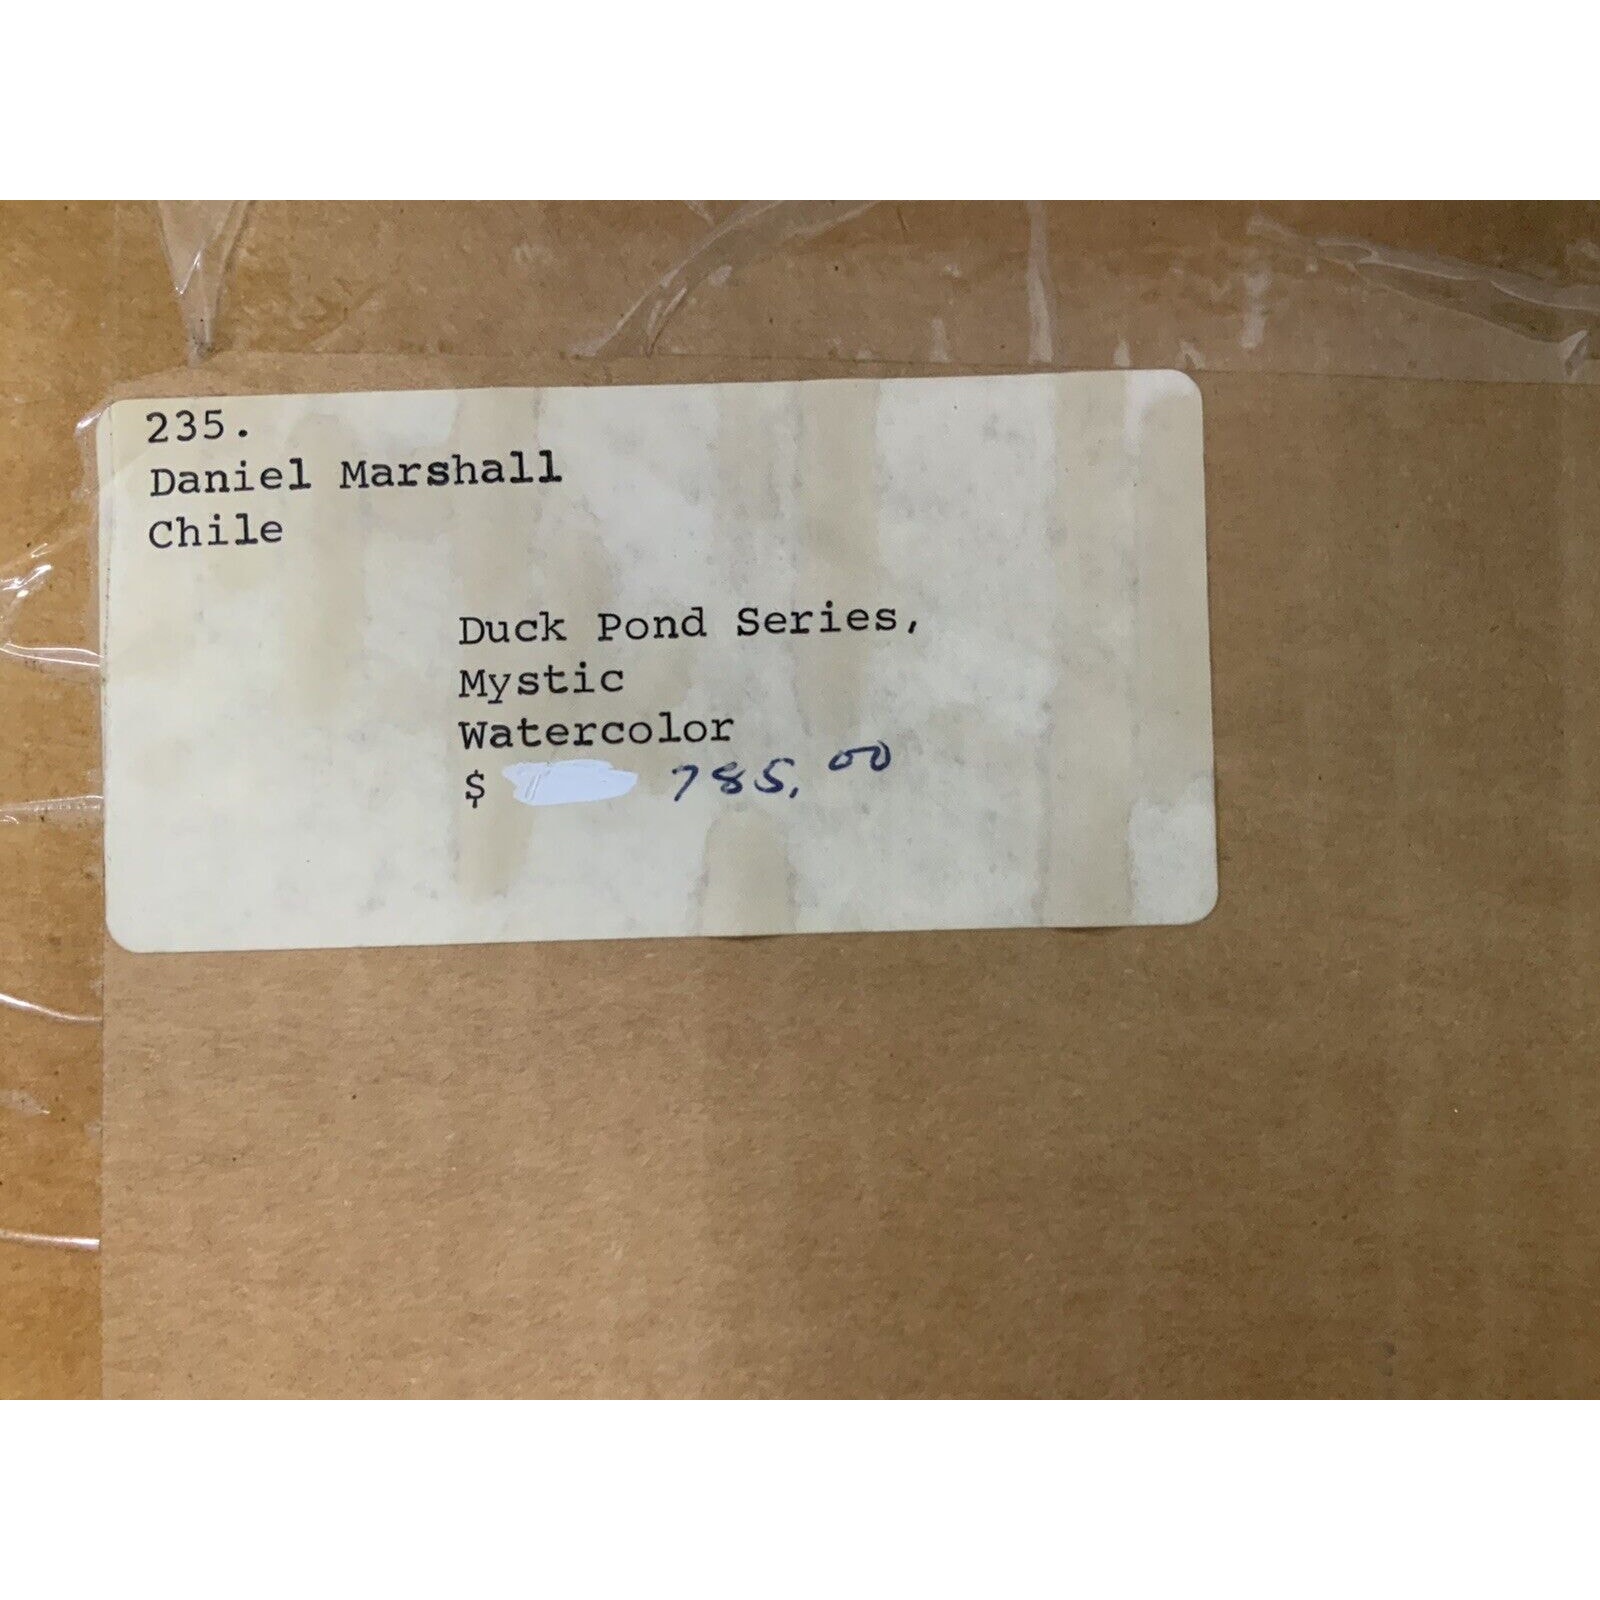 235.
Daniel Marshall
Chile
Duck Pond Series,
Mystic
Watercolor
$ 785.00